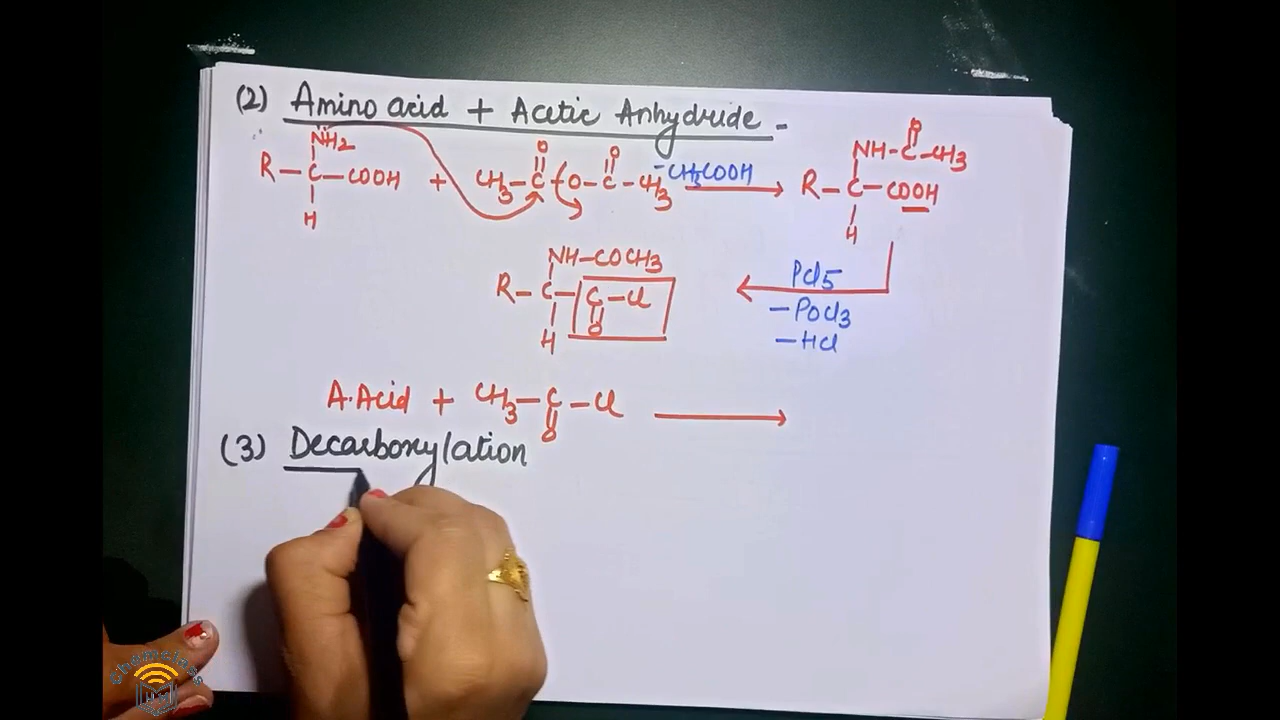 (2) Amino acid + Acetic Anhydride -
NH2
R-C-COOH
H
+
O O
CH3-C-O-C-CH3
-CH3COOH
O
NH-C-CH3
R-C-COOH
H
NH-COCH3
R-C-C-Cl
O
H
PCl5
-POCl3
-HCl
A.Acid + CH3-C-Cl
O
(3) Decarboxylation
Chemclass